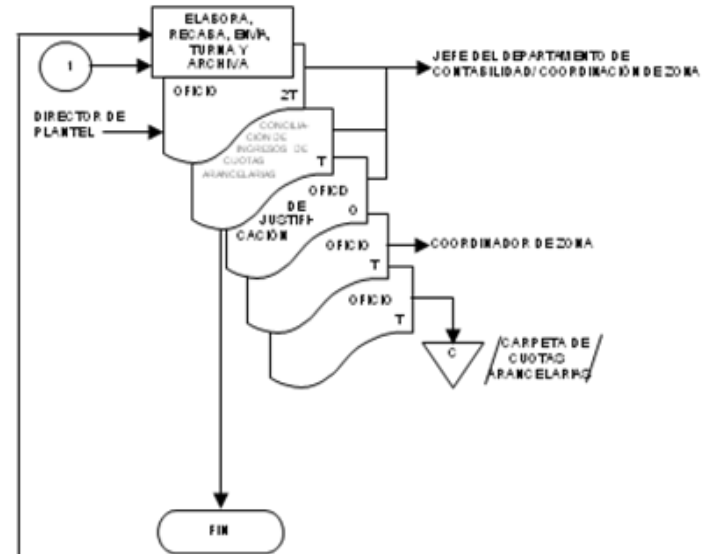 ELABORA,
RECABA, ENVÍA,
TURNA Y
ARCHIVA
1
OFICIO
2T
JEFE DEL DEPARTAMENTO DE
CONTABILIDAD/COORDINACIÓN DE ZONA
DIRECTOR DE
PLANTEL
CONCILIA-
CIÓN DE
INGRESOS DE
CUOTAS
ARANCELARIAS
T
OFICIO
DE
JUSTIFI-
CACIÓN
O
OFICIO
T
COORDINADOR DE ZONA
OFICIO
T
C
CARPETA DE
CUOTAS
ARANCELARIAS
FIN